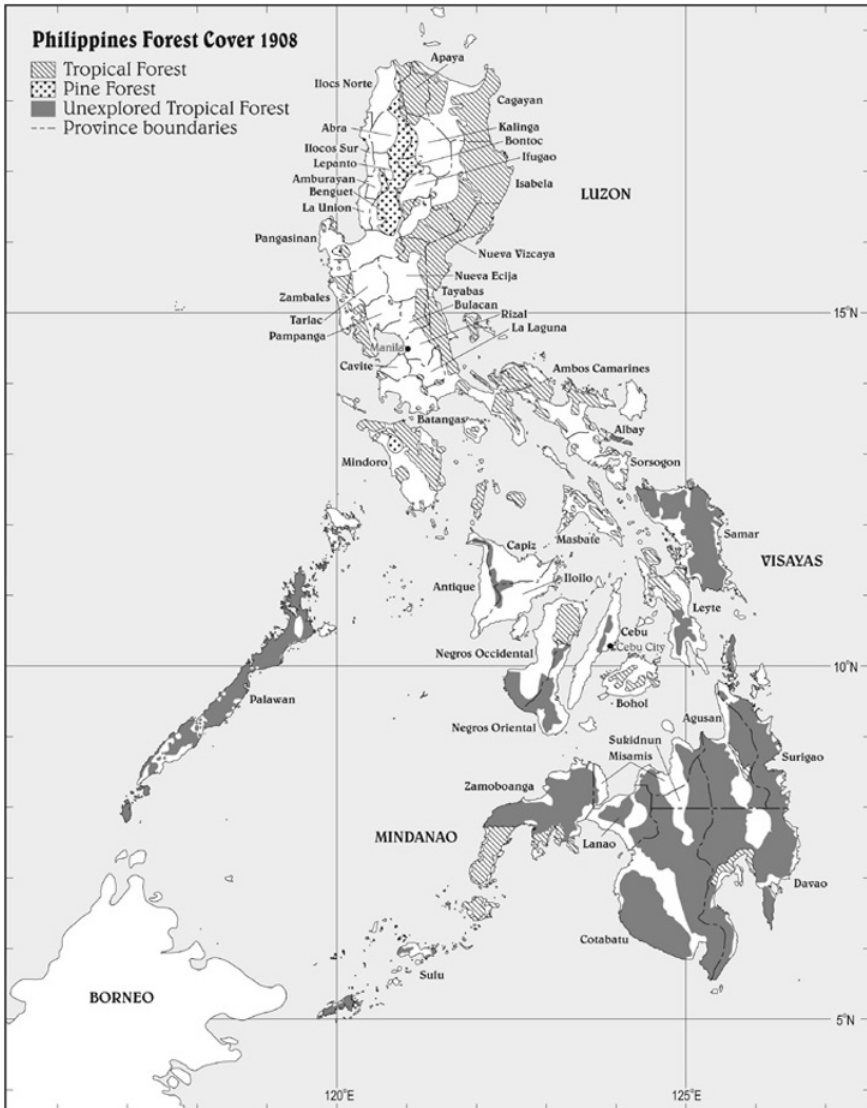 Philippines Forest Cover 1908
Tropical Forest
Pine Forest
Unexplored Tropical Forest
Province boundaries
Apaya
Ilocs Norte
Cagayan
Abra
Kalinga
Bontoc
Ilocos Sur
Ifugao
Lepanto
Amburayan
Isabela
Benguet
LUZON
La Union
Pangasinan
Nueva Vizcaya
Nueva Ecija
Tayabas
Zambales
Bulacan
Rizal
15°N
Tarlac
La Laguna
Pampanga
Manila
Cavite
Ambos Camarines
Batangas
Albay
Mindoro
Sorsogon
Masbate
Samar
Capiz
VISAYAS
Antique
Iloilo
Leyte
Cebu
Cebu City
Negros Occidental
10°N
Palawan
Bohol
Agusan
Negros Oriental
Sukidnun
Surigao
Misamis
Zamoboanga
MINDANAO
Lanao
Davao
Cotabatu
Sulu
BORNEO
5°N
120°E
125°E